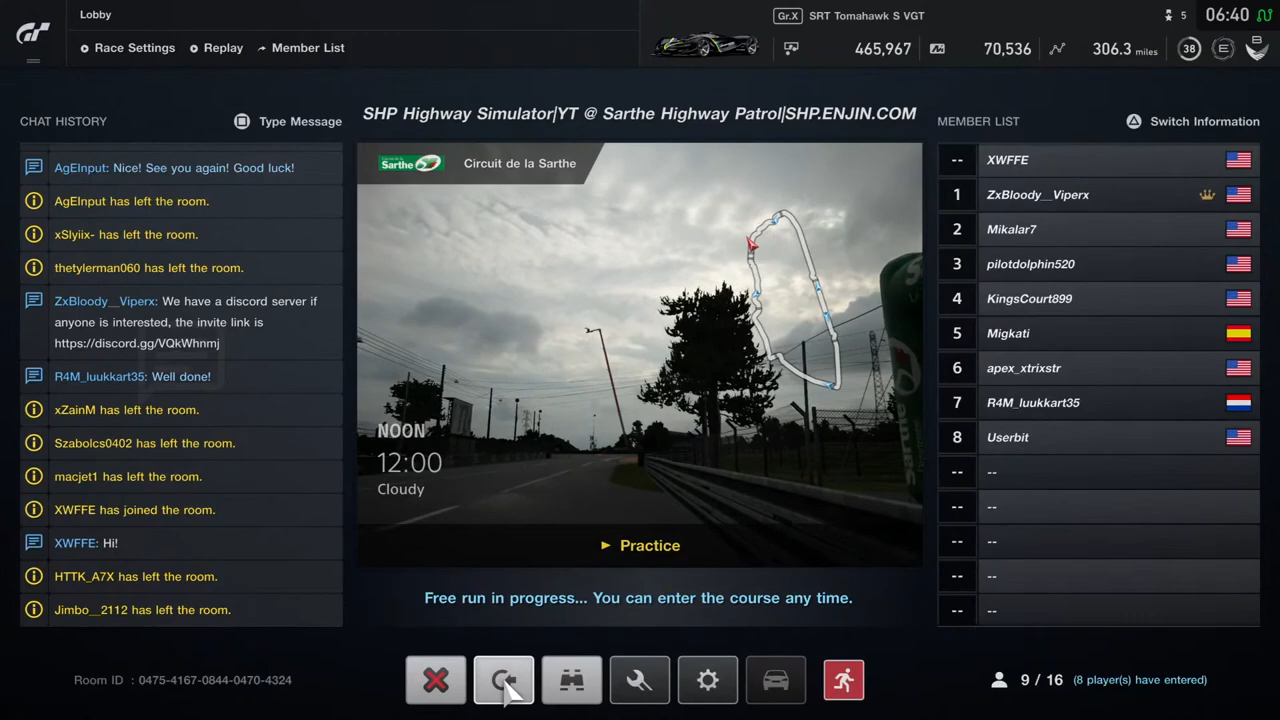 Lobby
Gr.X SRT Tomahawk S VGT
5 06:40
Race Settings Replay Member List
465,967 70,536 306.3 miles 38 E B
CHAT HISTORY Type Message
SHP Highway Simulator|YT @ Sarthe Highway Patrol|SHP.ENJIN.COM
MEMBER LIST Switch Information
AgEInput: Nice! See you again! Good luck!
AgEInput has left the room.
xSlyiix- has left the room.
thetylerman060 has left the room.
ZxBloody__Viperx: We have a discord server if
anyone is interested, the invite link is
https://discord.gg/VQkWhnmj
R4M_luukkart35: Well done!
xZainM has left the room.
Szabolcs0402 has left the room.
macjet1 has left the room.
XWFFE has joined the room.
XWFFE: Hi!
HTTK_A7X has left the room.
Jimbo__2112 has left the room.
Sarthe Circuit de la Sarthe
NOON
12:00
Cloudy
Sarthe
Practice
Free run in progress... You can enter the course any time.
-- XWFFE
1 ZxBloody__Viperx
2 Mikalar7
3 pilotdolphin520
4 KingsCourt899
5 Migkati
6 apex_xtrixstr
7 R4M_luukkart35
8 Userbit
-- --
-- --
-- --
-- --
-- --
Room ID : 0475-4167-0844-0470-4324
9 / 16 (8 player(s) have entered)